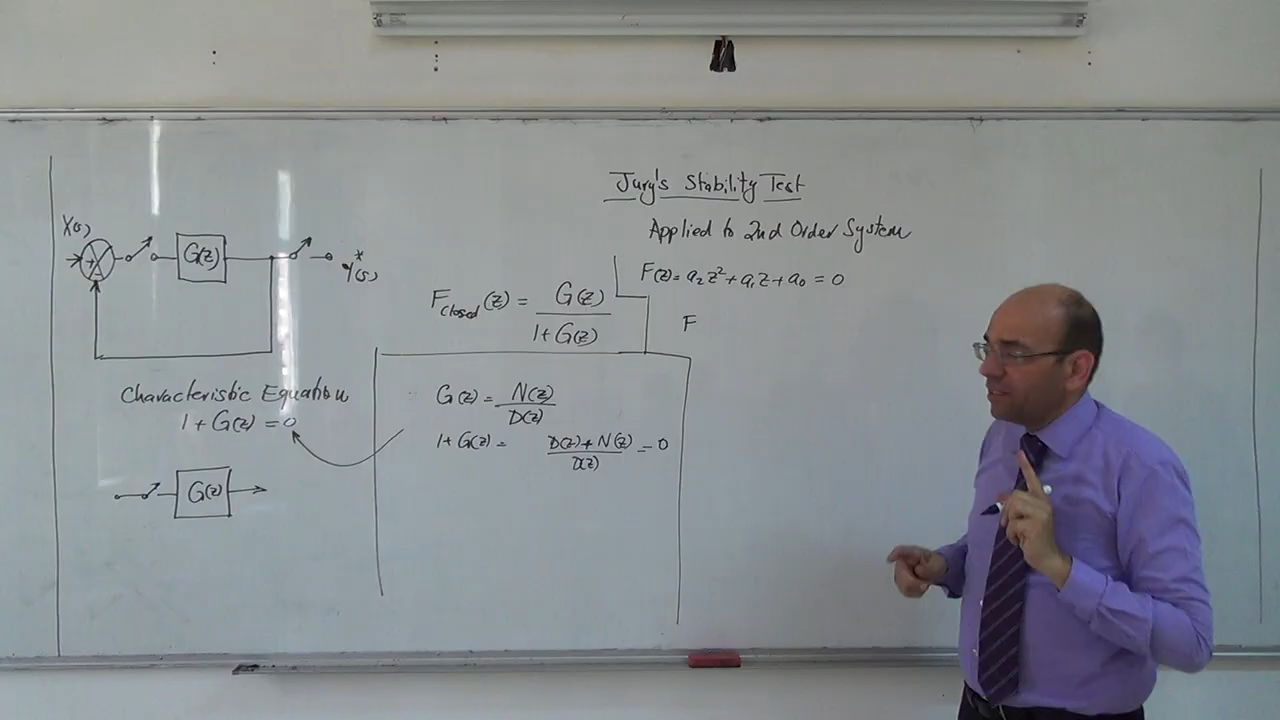 Jury's Stability Test
Applied to 2nd Order System
F(z) = a₂z² + a₁z + a₀ = 0
F
X(s)
+
-
G(z)
Y*(s)
F closed (z) = G(z) / 1 + G(z)
Characteristic Equation
1 + G(z) = 0
G(z)
G(z) = N(z) / D(z)
1 + G(z) = D(z) + N(z) / D(z) = 0